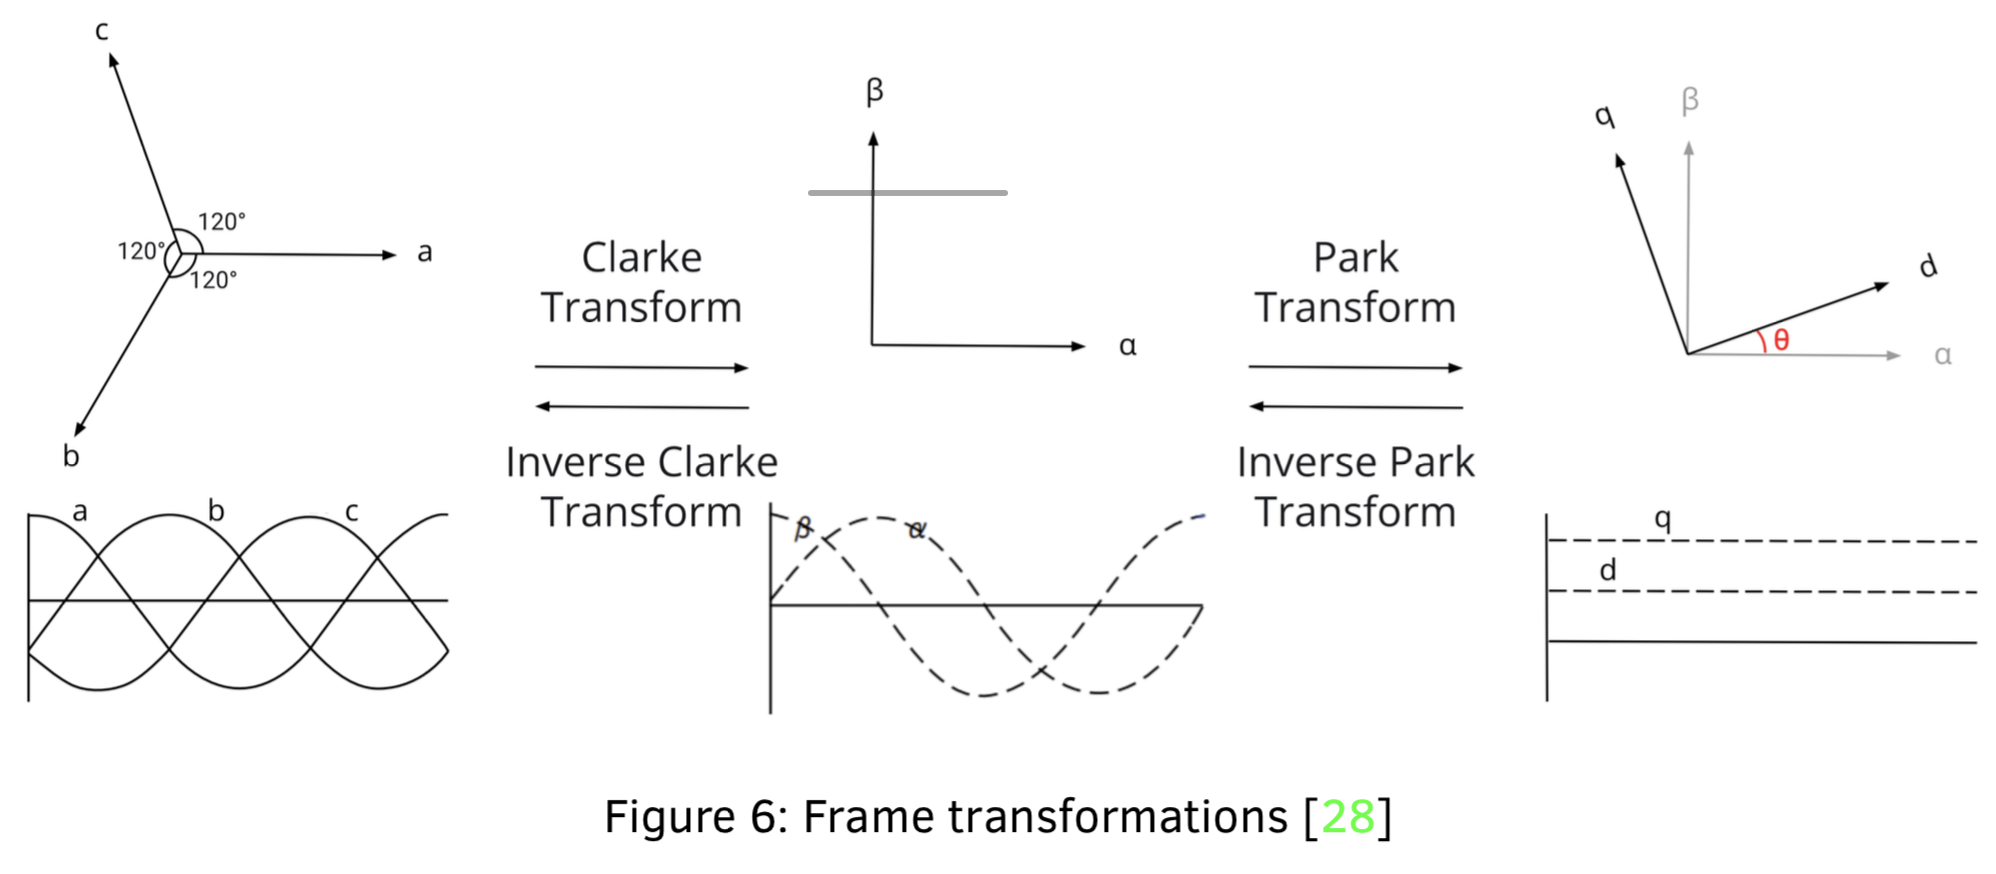 c
120°
120°
a
120°
b
a
b
c
Clarke
Transform
Inverse Clarke
Transform
β
α
β
α
Park
Transform
Inverse Park
Transform
q
β
d
θ
α
q
d
Figure 6: Frame transformations [28]